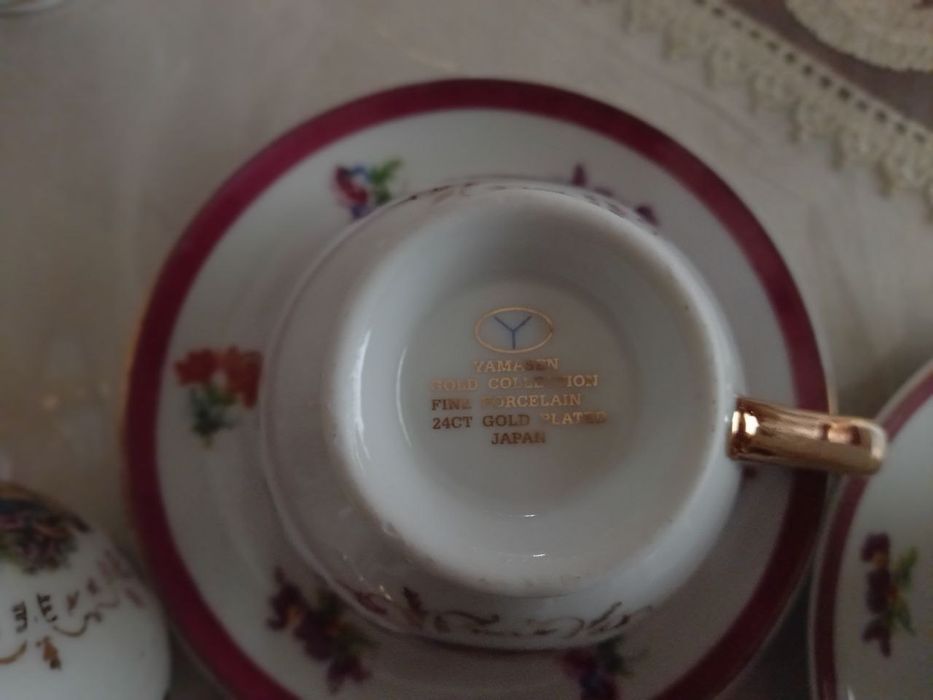 Y
YAMASEN
GOLD COLLECTION
FINE PORCELAIN
24CT GOLD PLATED
JAPAN